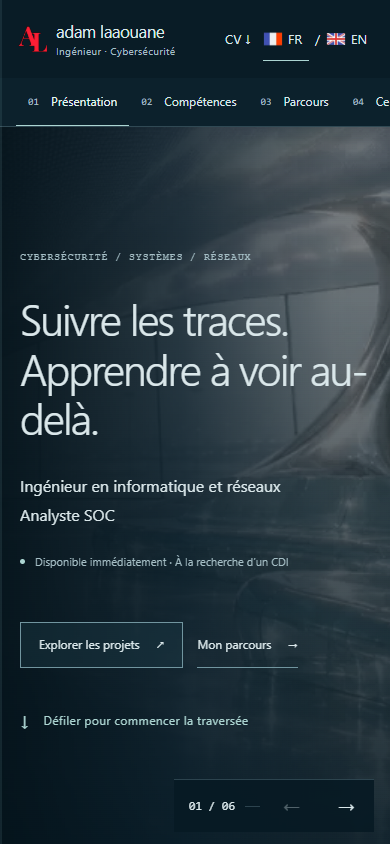 AL adam laaouane
Ingénieur · Cybersécurité
CV ↓ FR / EN
01 Présentation 02 Compétences 03 Parcours 04 Ce
CYBERSÉCURITÉ / SYSTÈMES / RÉSEAUX
Suivre les traces.
Apprendre à voir au-
delà.
Ingénieur en informatique et réseaux
Analyste SOC
Disponible immédiatement · À la recherche d'un CDI
Explorer les projets ↗ Mon parcours →
↓ Défiler pour commencer la traversée
01 / 06 ← →